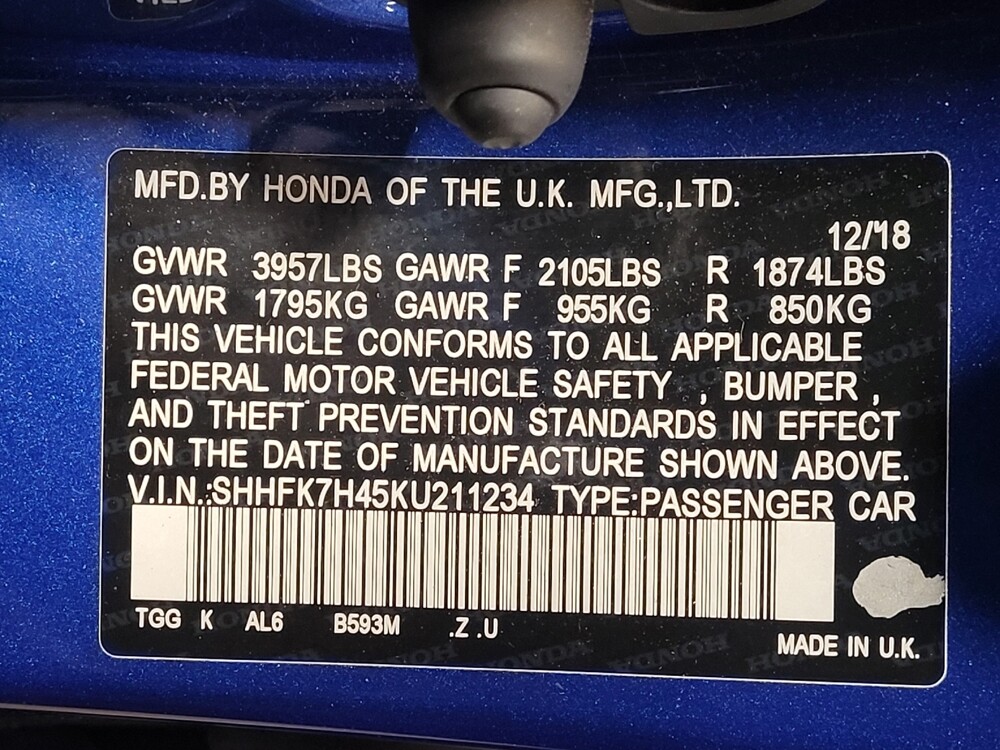 MFD.BY HONDA OF THE U.K. MFG.,LTD.
12/18
GVWR 3957LBS GAWR F 2105LBS R 1874LBS
GVWR 1795KG GAWR F 955KG R 850KG
THIS VEHICLE CONFORMS TO ALL APPLICABLE
FEDERAL MOTOR VEHICLE SAFETY , BUMPER ,
AND THEFT PREVENTION STANDARDS IN EFFECT
ON THE DATE OF MANUFACTURE SHOWN ABOVE.
V.I.N.:SHHFK7H45KU211234 TYPE:PASSENGER CAR
TGG K AL6 B593M .Z .U
MADE IN U.K.